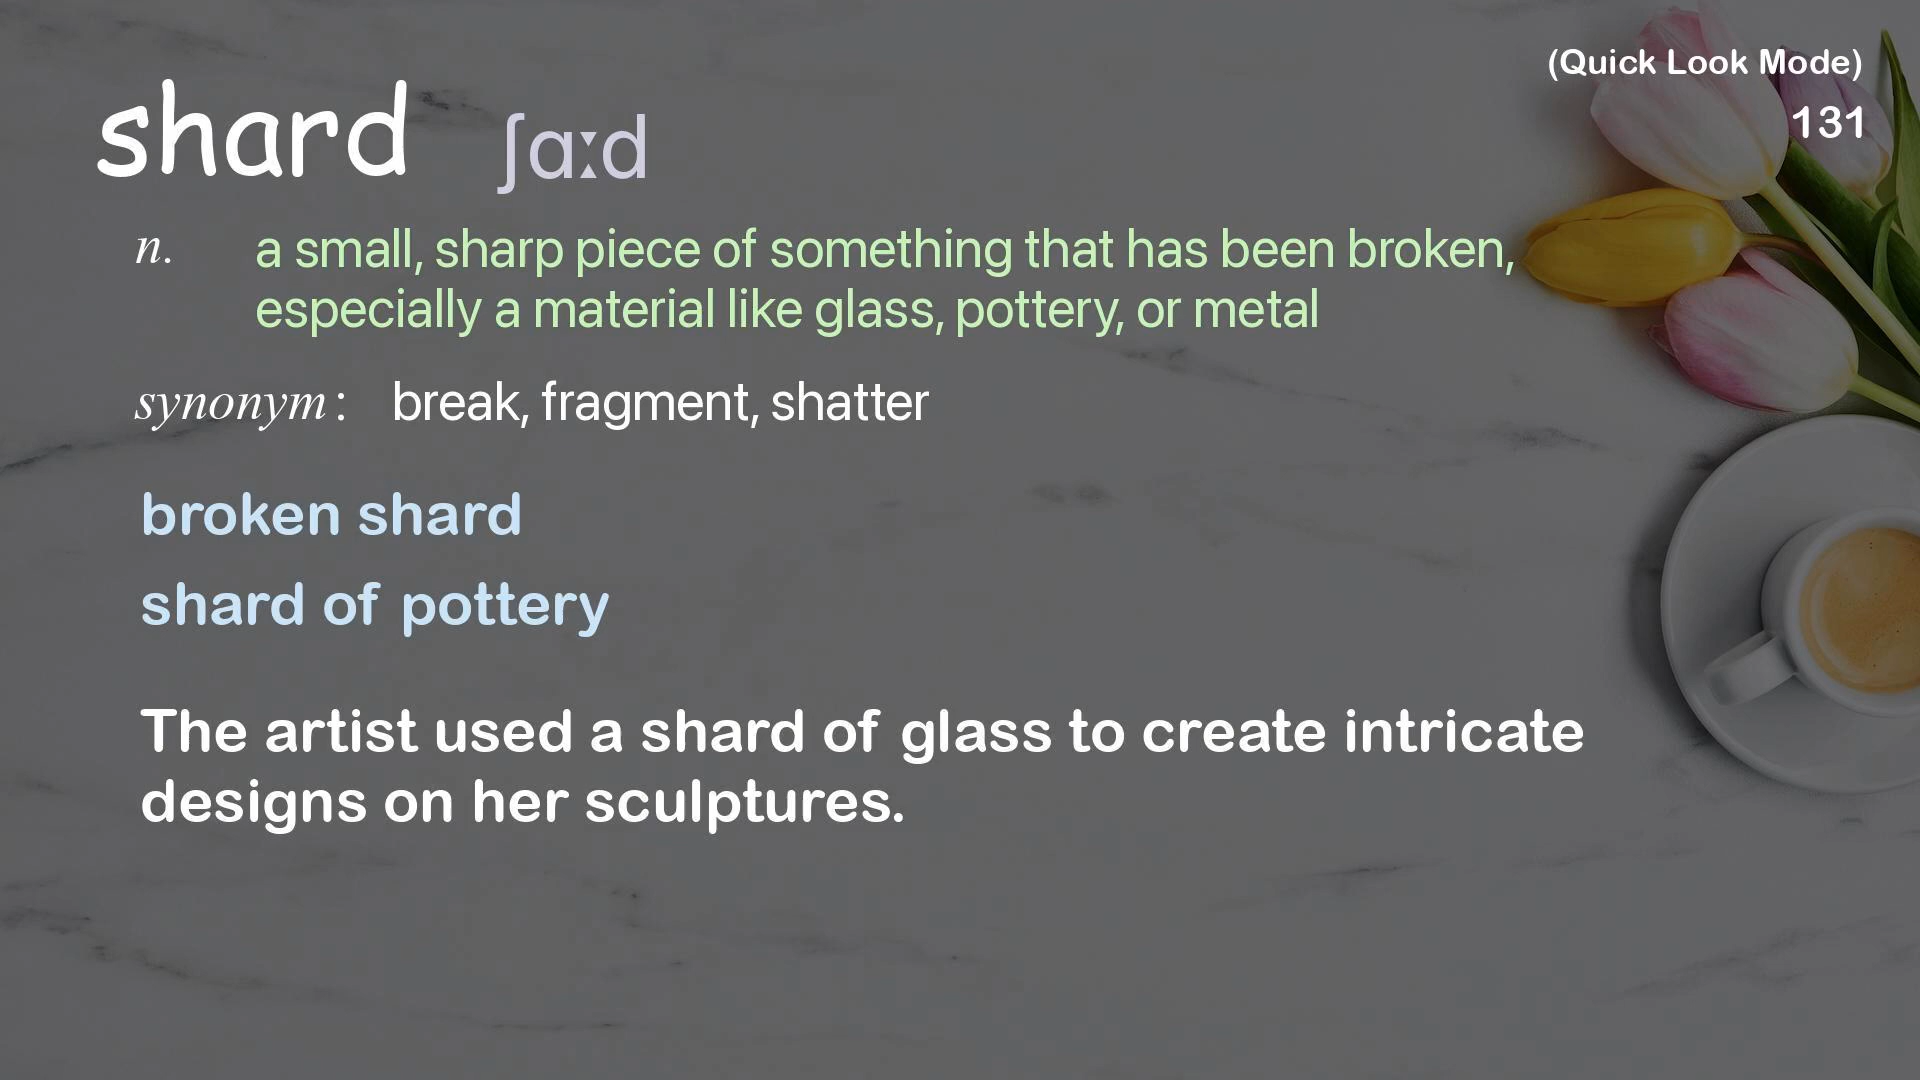 (Quick Look Mode)
131
shard ʃɑːd
n. a small, sharp piece of something that has been broken,
especially a material like glass, pottery, or metal
synonym: break, fragment, shatter
broken shard
shard of pottery
The artist used a shard of glass to create intricate
designs on her sculptures.